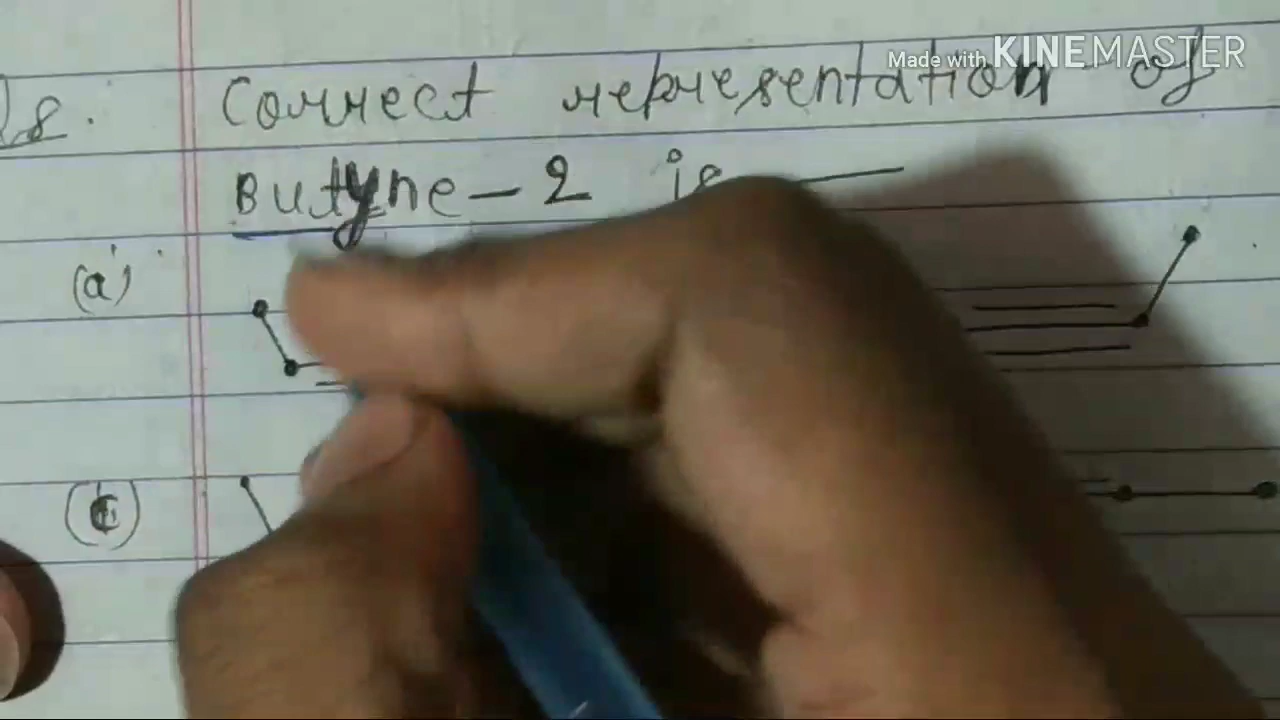 Made with KINEMASTER
Q8. Correct representation of
Butyne-2 is —
(a)
(c)